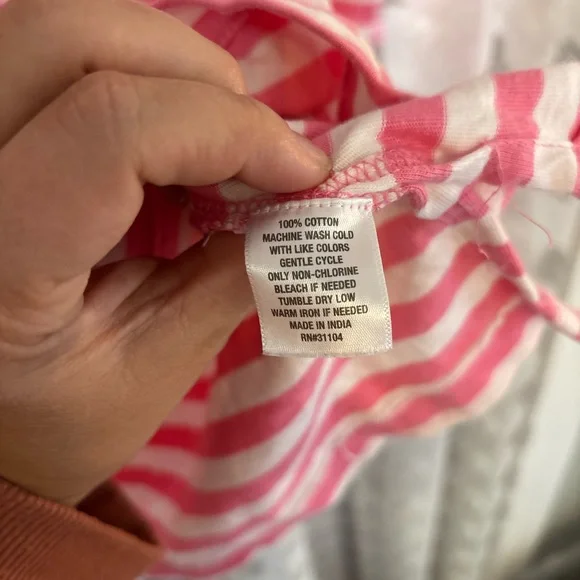 100% COTTON
MACHINE WASH COLD
WITH LIKE COLORS
GENTLE CYCLE
ONLY NON-CHLORINE
BLEACH IF NEEDED
TUMBLE DRY LOW
WARM IRON IF NEEDED
MADE IN INDIA
RN#31104